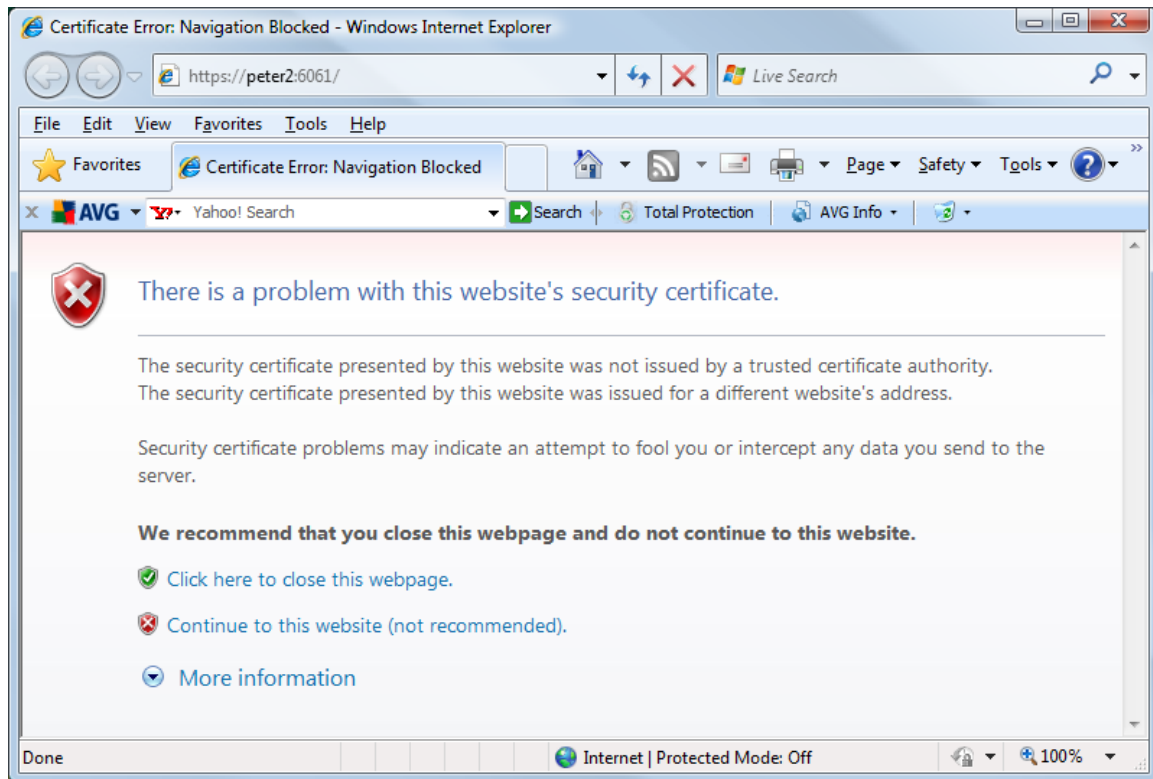 Certificate Error: Navigation Blocked - Windows Internet Explorer
https://peter2:6061/
Live Search
File Edit View Favorites Tools Help
Favorites Certificate Error: Navigation Blocked Page Safety Tools
x AVG Yahoo! Search Search Total Protection AVG Info
There is a problem with this website's security certificate.
The security certificate presented by this website was not issued by a trusted certificate authority.
The security certificate presented by this website was issued for a different website's address.
Security certificate problems may indicate an attempt to fool you or intercept any data you send to the
server.
We recommend that you close this webpage and do not continue to this website.
Click here to close this webpage.
Continue to this website (not recommended).
More information
Done Internet | Protected Mode: Off 100%